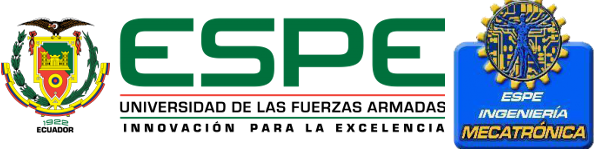 1922
ECUADOR
ESPE
UNIVERSIDAD DE LAS FUERZAS ARMADAS
INNOVACIÓN PARA LA EXCELENCIA
ESPE
INGENIERÍA
MECATRÓNICA